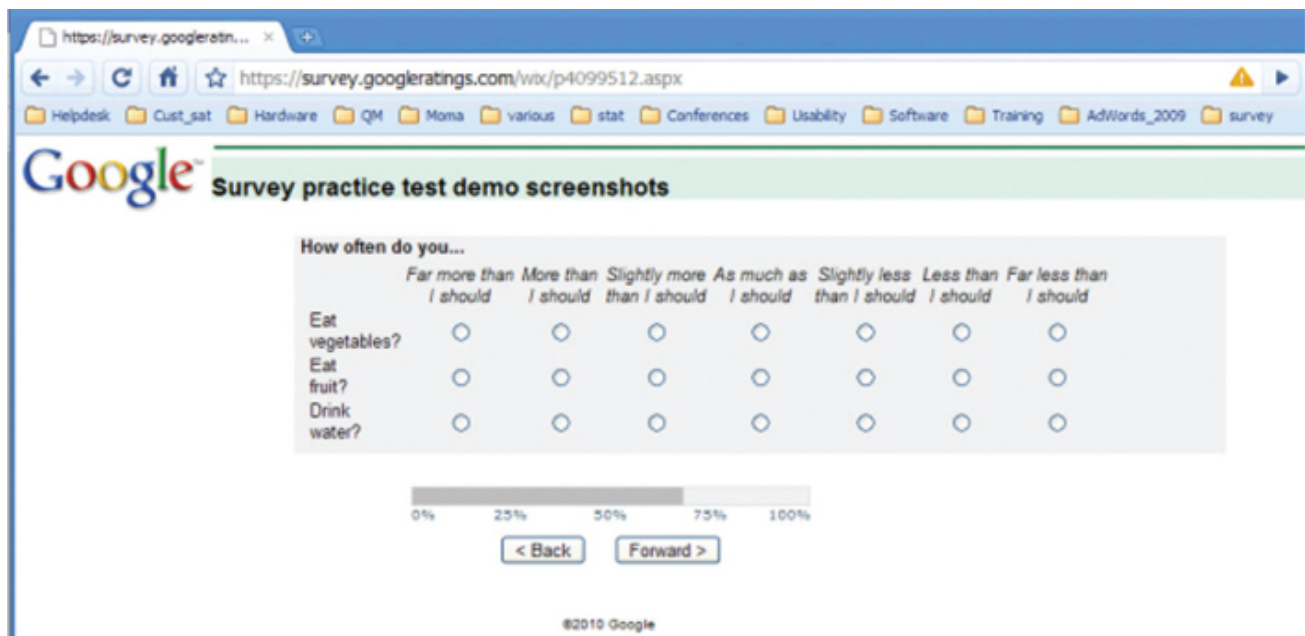 https://survey.googleratin...
https://survey.googleratings.com/wix/p4099512.aspx
Helpdesk Cust_sat Hardware QM Moma various stat Conferences Usability Software Training AdWords_2009 survey
Google™ Survey practice test demo screenshots
How often do you...
Far more than More than Slightly more As much as Slightly less Less than Far less than
I should I should than I should I should than I should I should I should
Eat
vegetables?
Eat
fruit?
Drink
water?
0% 25% 50% 75% 100%
< Back Forward >
©2010 Google